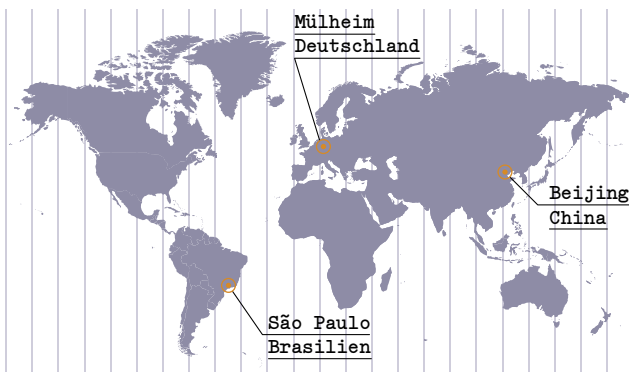 Mülheim
Deutschland
Beijing
China
São Paulo
Brasilien